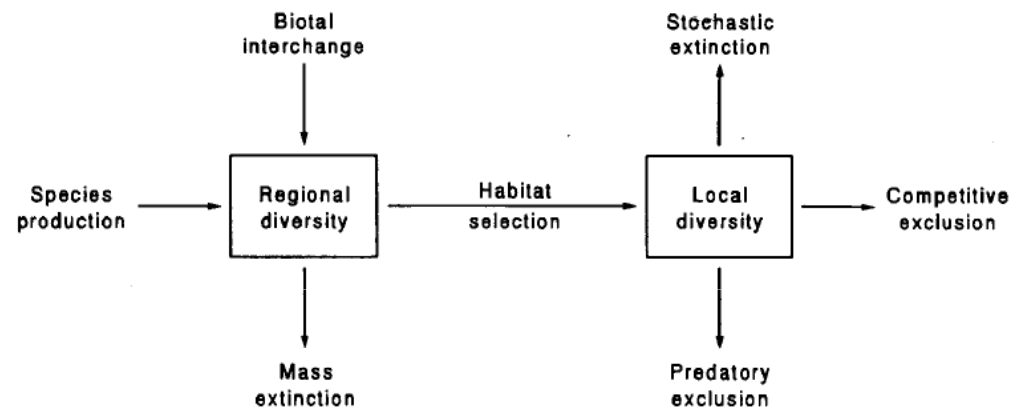 Biotal
interchange
Stochastic
extinction
Species
production
Regional
diversity
Habitat
selection
Local
diversity
Competitive
exclusion
Mass
extinction
Predatory
exclusion